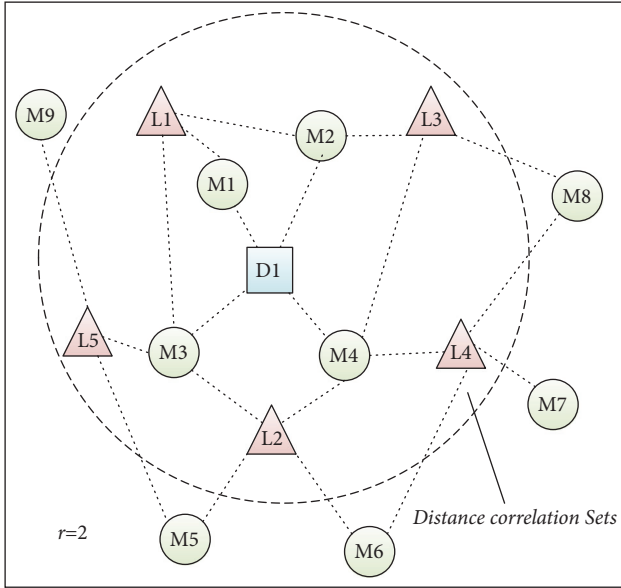 M9
L1
L3
M2
M1
M8
D1
L5
M3
M4
L4
M7
L2
Distance correlation Sets
r=2
M5
M6